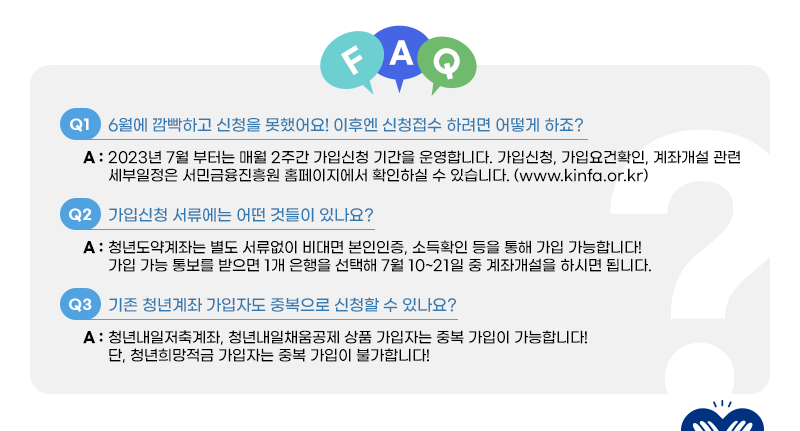 FAQ
Q1 6월에 깜빡하고 신청을 못했어요! 이후엔 신청접수 하려면 어떻게 하죠?
A : 2023년 7월 부터는 매월 2주간 가입신청 기간을 운영합니다. 가입신청, 가입요건확인, 계좌개설 관련
세부일정은 서민금융진흥원 홈페이지에서 확인하실 수 있습니다. (www.kinfa.or.kr)
Q2 가입신청 서류에는 어떤 것들이 있나요?
A : 청년도약계좌는 별도 서류없이 비대면 본인인증, 소득확인 등을 통해 가입 가능합니다!
가입 가능 통보를 받으면 1개 은행을 선택해 7월 10~21일 중 계좌개설을 하시면 됩니다.
Q3 기존 청년계좌 가입자도 중복으로 신청할 수 있나요?
A : 청년내일저축계좌, 청년내일채움공제 상품 가입자는 중복 가입이 가능합니다!
단, 청년희망적금 가입자는 중복 가입이 불가합니다!
?